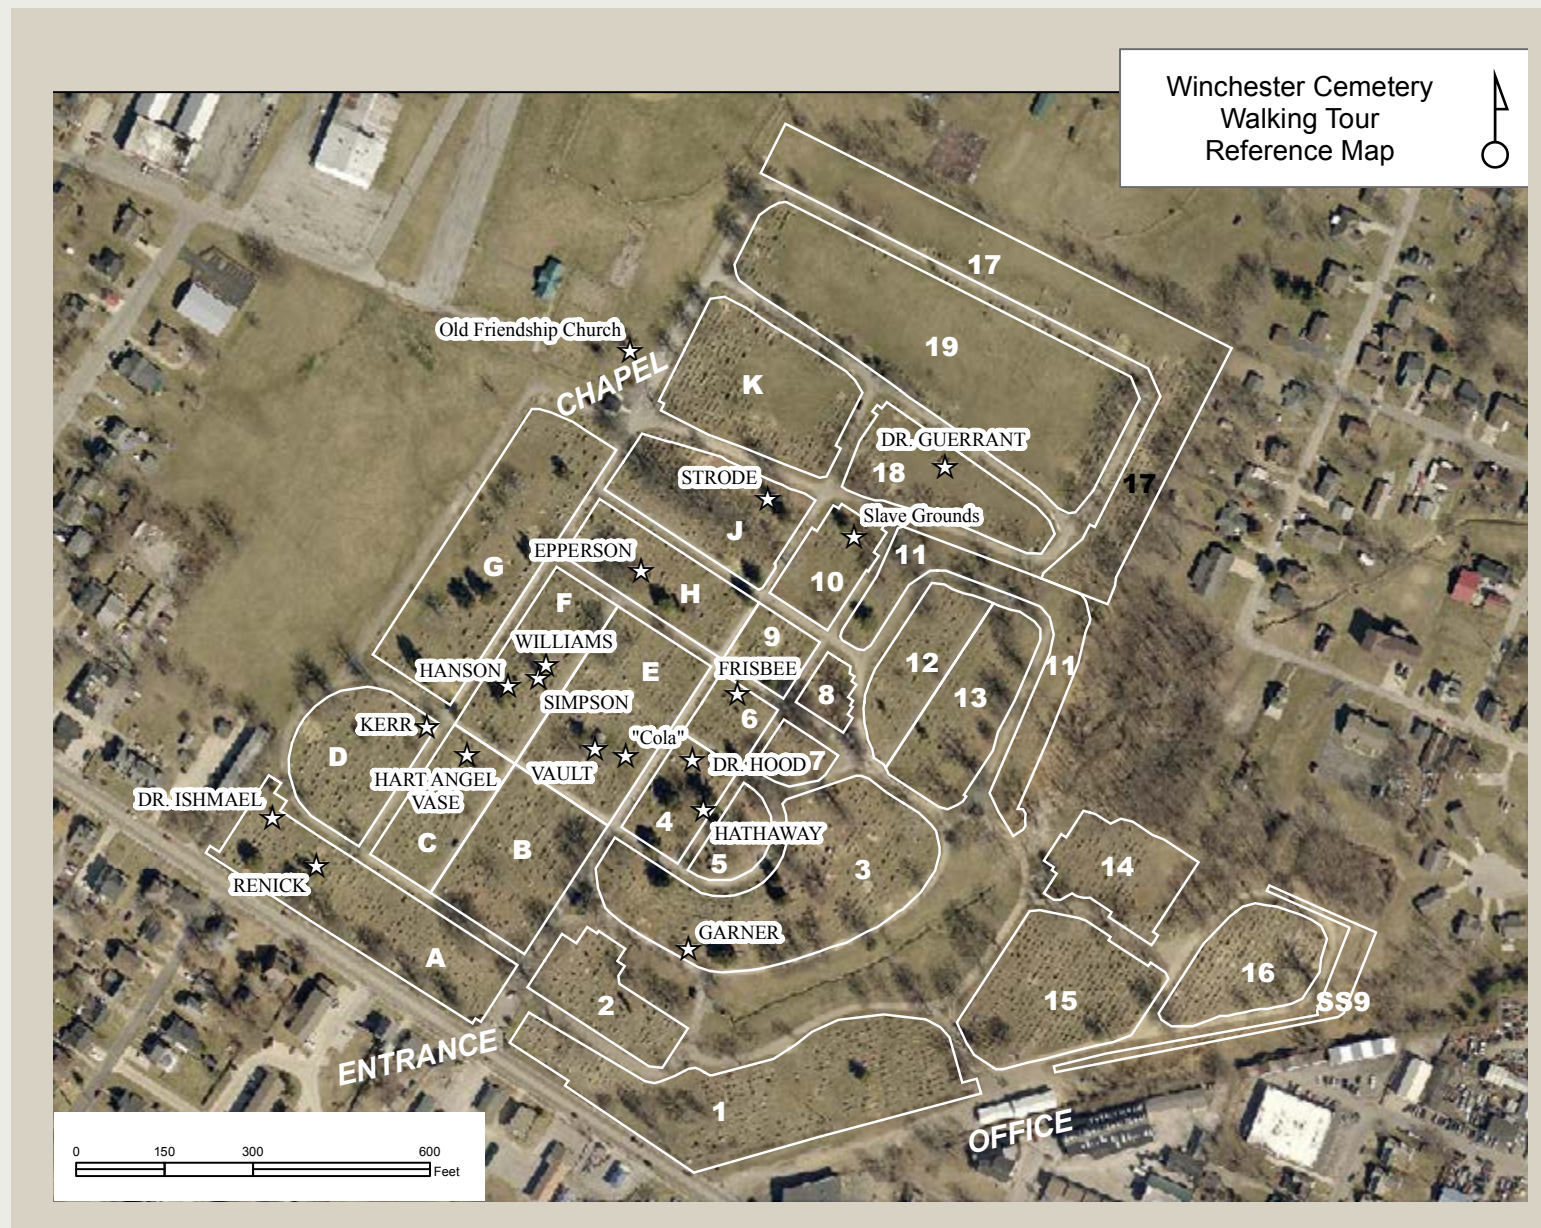 Winchester Cemetery
Walking Tour
Reference Map
17
19
Old Friendship Church
CHAPEL
K
DR. GUERRANT
18
STRODE
17
Slave Grounds
J
EPPERSON
11
G
10
H
F
9
WILLIAMS
12
E
FRISBEE
11
HANSON
8
13
SIMPSON
6
KERR
"Cola"
D
7
DR. HOOD
HART ANGEL
VASE
VAULT
DR. ISHMAEL
4
HATHAWAY
C
B
5
3
14
RENICK
GARNER
A
16
2
15
SS9
ENTRANCE
1
OFFICE
0 150 300 600
Feet